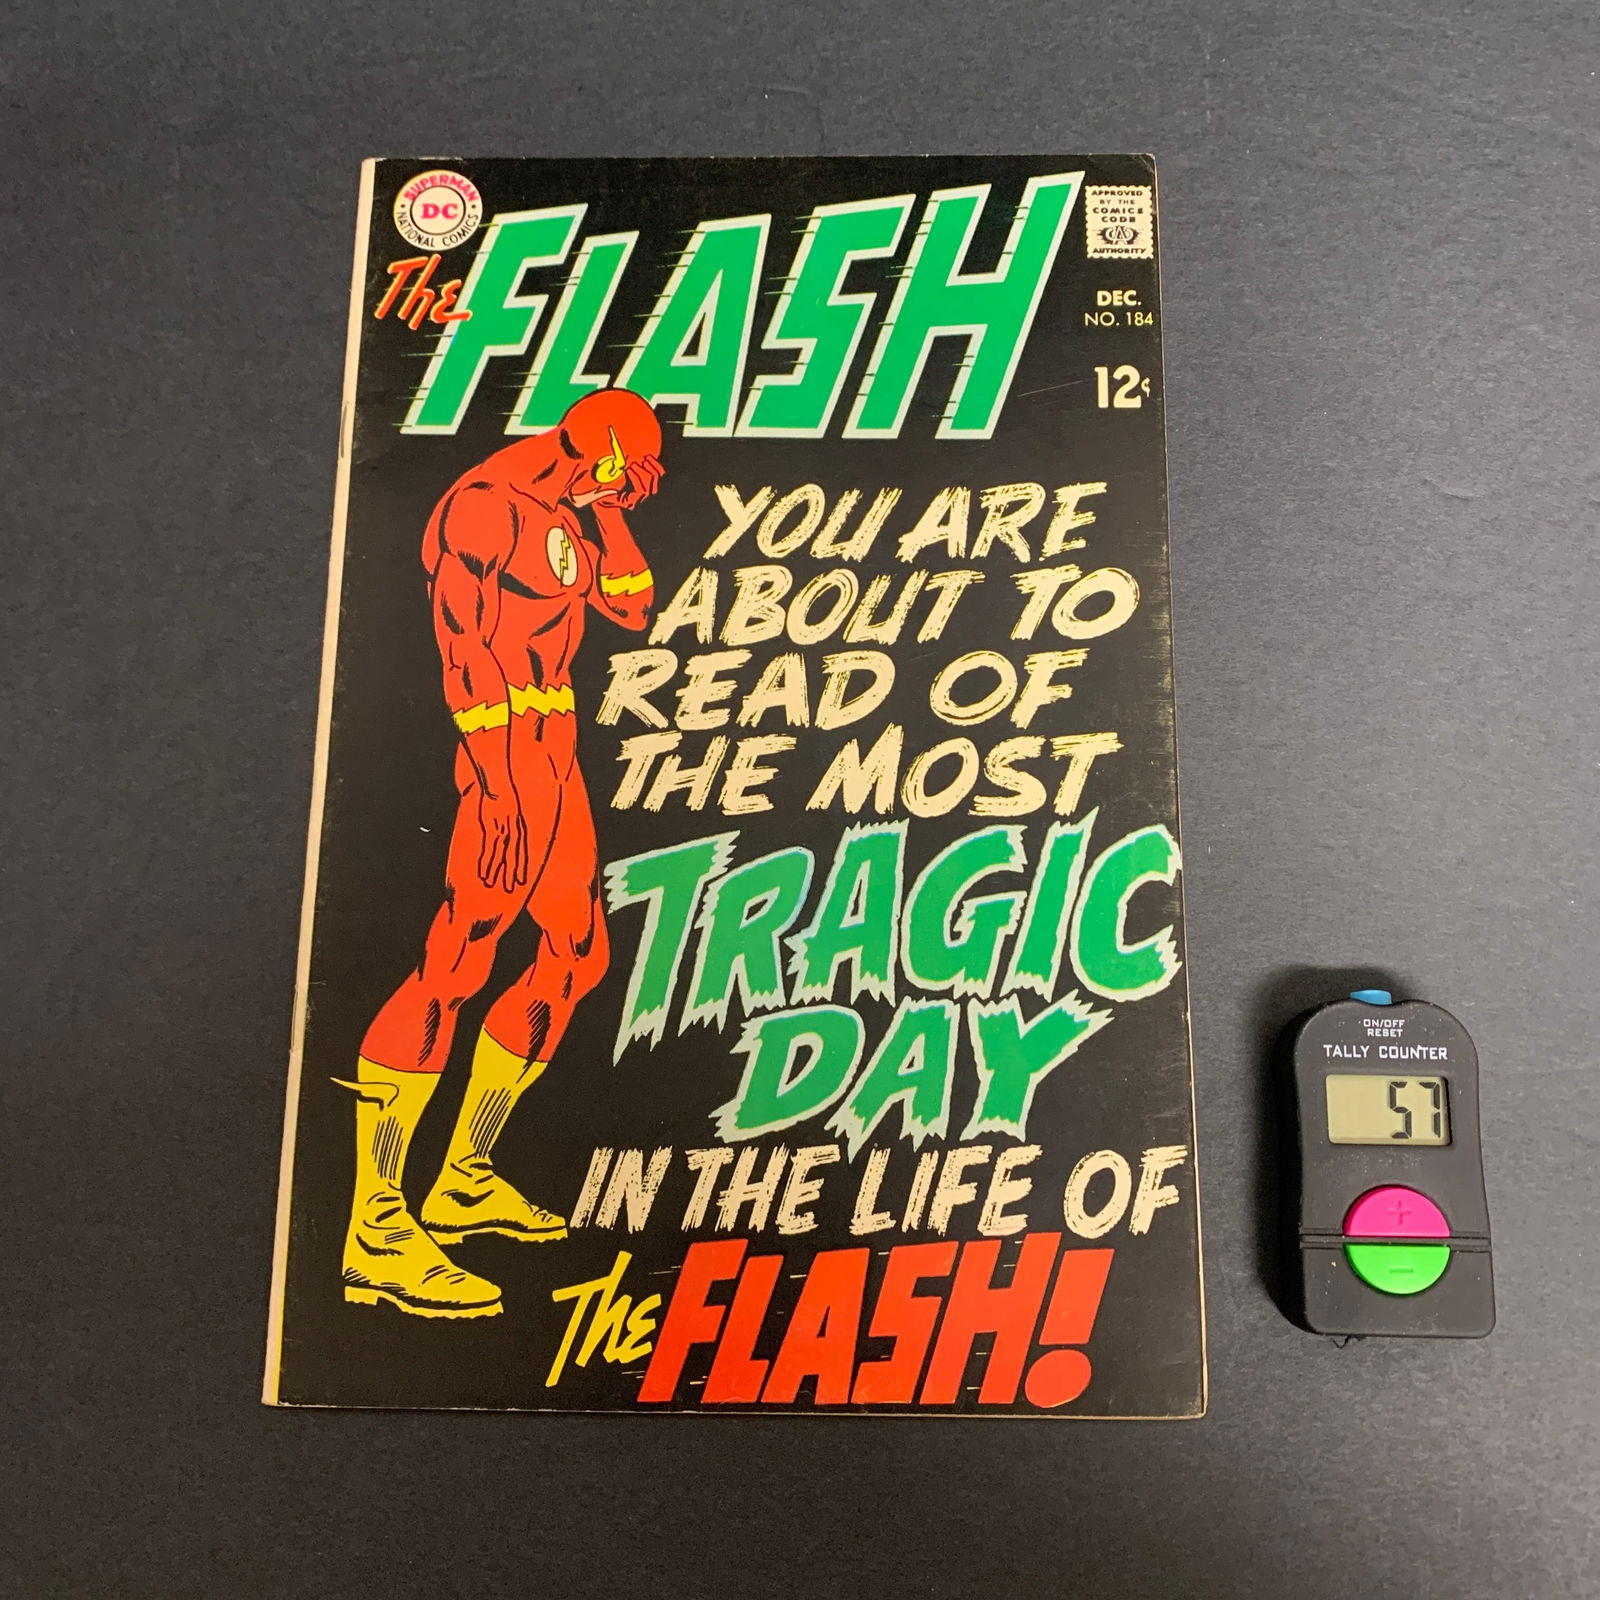 SUPERMAN
DC
NATIONAL COMICS
The FLASH
APPROVED
BY THE
COMICS
CODE
CA
AUTHORITY
DEC.
NO. 184
12¢
YOU ARE
ABOUT TO
READ OF
THE MOST
TRAGIC
DAY
IN THE LIFE OF
The FLASH!
ON/OFF
RESET
TALLY COUNTER
57
+
−